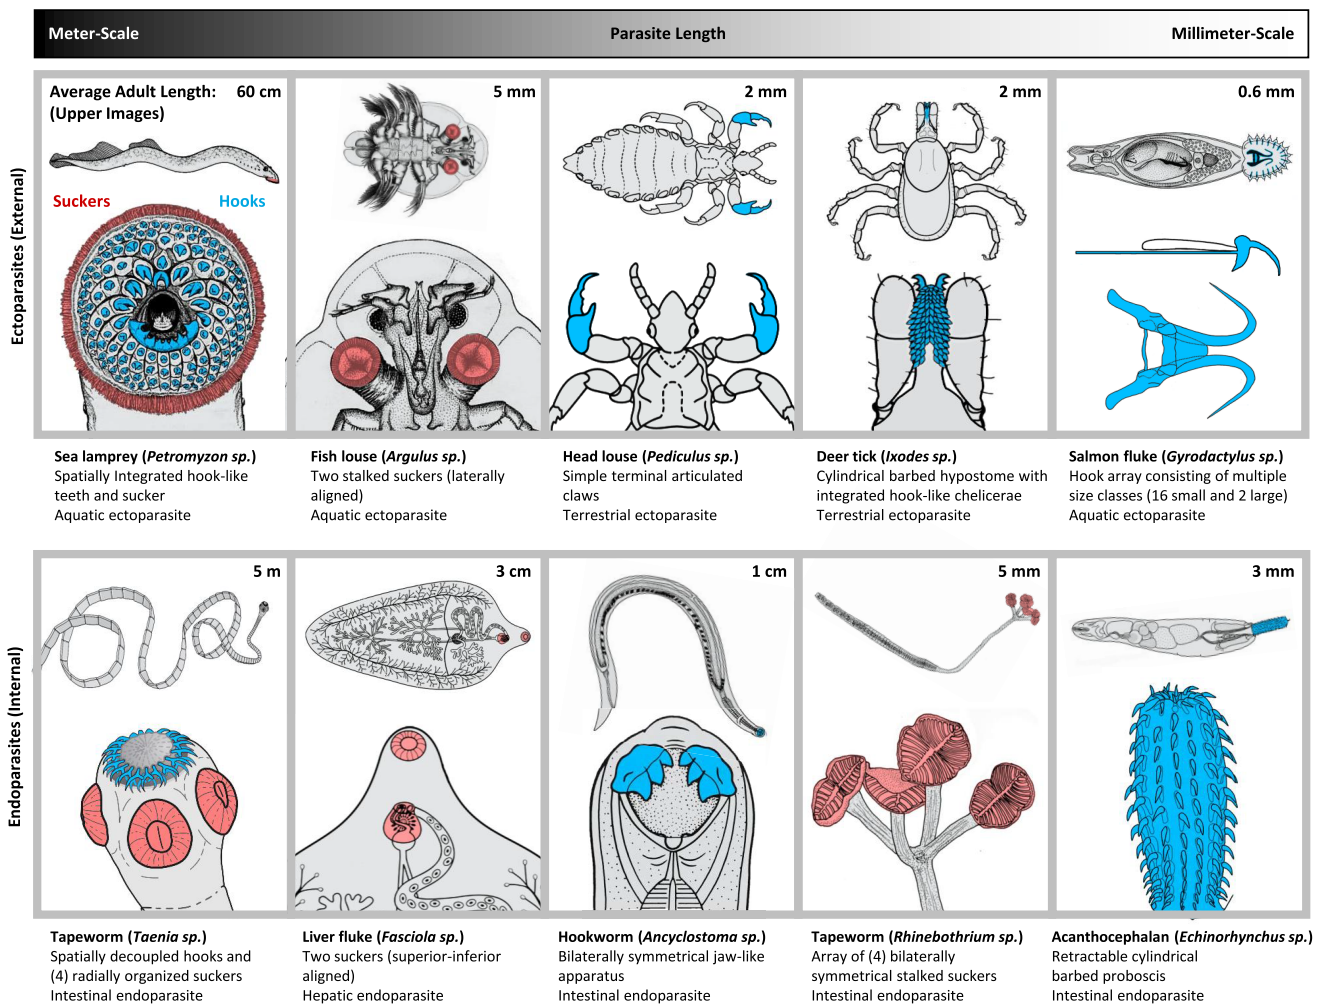 Meter-Scale
Parasite Length
Millimeter-Scale
Ectoparasites (External)
Average Adult Length: 60 cm
(Upper Images)
Suckers
Hooks
5 mm
2 mm
2 mm
0.6 mm
Sea lamprey (Petromyzon sp.)
Spatially Integrated hook-like
teeth and sucker
Aquatic ectoparasite
Fish louse (Argulus sp.)
Two stalked suckers (laterally
aligned)
Aquatic ectoparasite
Head louse (Pediculus sp.)
Simple terminal articulated
claws
Terrestrial ectoparasite
Deer tick (Ixodes sp.)
Cylindrical barbed hypostome with
integrated hook-like chelicerae
Terrestrial ectoparasite
Salmon fluke (Gyrodactylus sp.)
Hook array consisting of multiple
size classes (16 small and 2 large)
Aquatic ectoparasite
Endoparasites (Internal)
5 m
3 cm
1 cm
5 mm
3 mm
Tapeworm (Taenia sp.)
Spatially decoupled hooks and
(4) radially organized suckers
Intestinal endoparasite
Liver fluke (Fasciola sp.)
Two suckers (superior-inferior
aligned)
Hepatic endoparasite
Hookworm (Ancyclostoma sp.)
Bilaterally symmetrical jaw-like
apparatus
Intestinal endoparasite
Tapeworm (Rhinebothrium sp.)
Array of (4) bilaterally
symmetrical stalked suckers
Intestinal endoparasite
Acanthocephalan (Echinorhynchus sp.)
Retractable cylindrical
barbed proboscis
Intestinal endoparasite